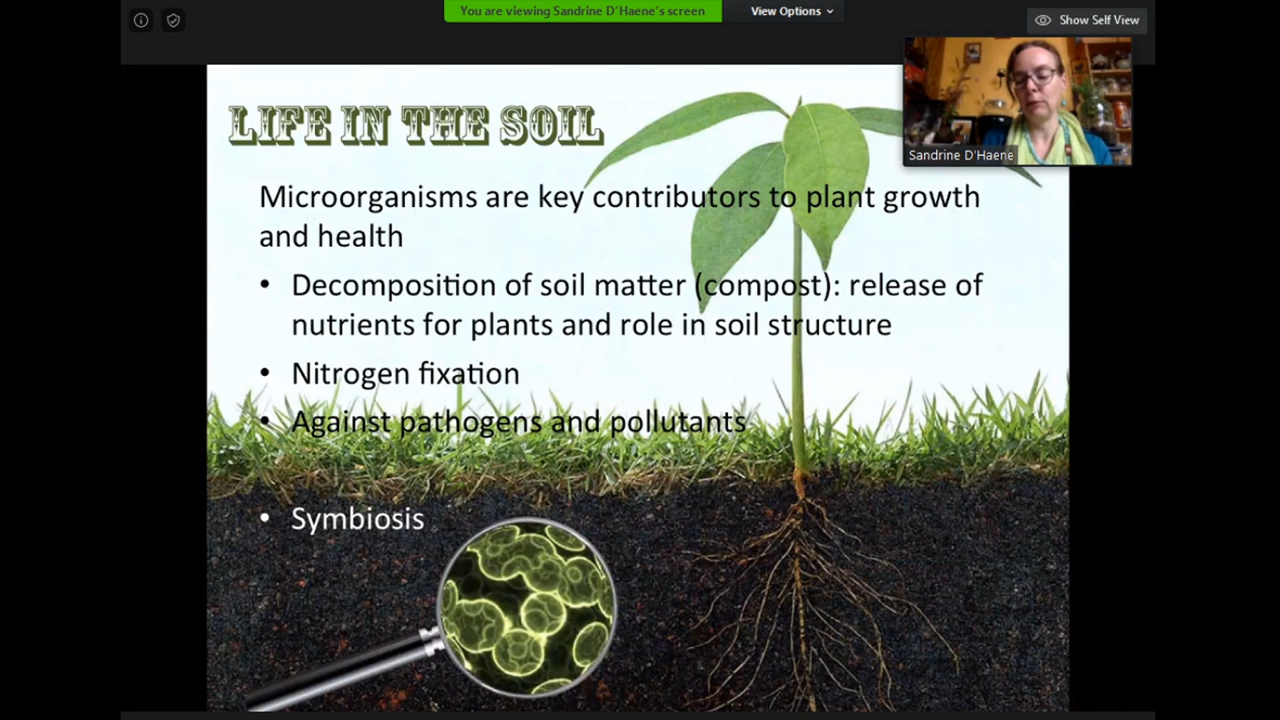 You are viewing Sandrine D'Haene's screen
View Options
Show Self View
Sandrine D'Haene
LIFE IN THE SOIL
Microorganisms are key contributors to plant growth
and health
• Decomposition of soil matter (compost): release of
nutrients for plants and role in soil structure
• Nitrogen fixation
• Against pathogens and pollutants
• Symbiosis